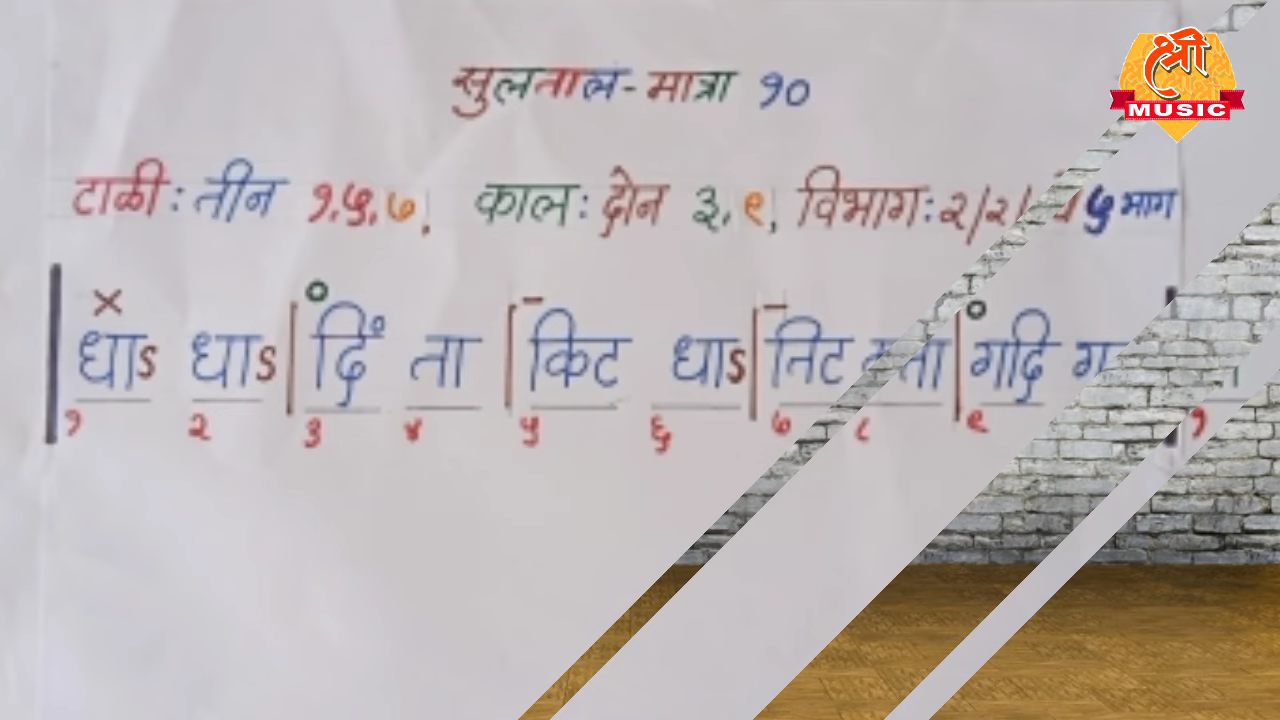 श्री
MUSIC
सुलताल - मात्रा १०
टाळी : तीन १,५,७, काल : दोन ३,९, विभाग : २/२/ ५ भाग
× ० - - ०
धाऽ धाऽ | दिं ता | किट धाऽ | तिट | गदि
१ २ ३ ४ ५ ६ ७ ८ ९ १